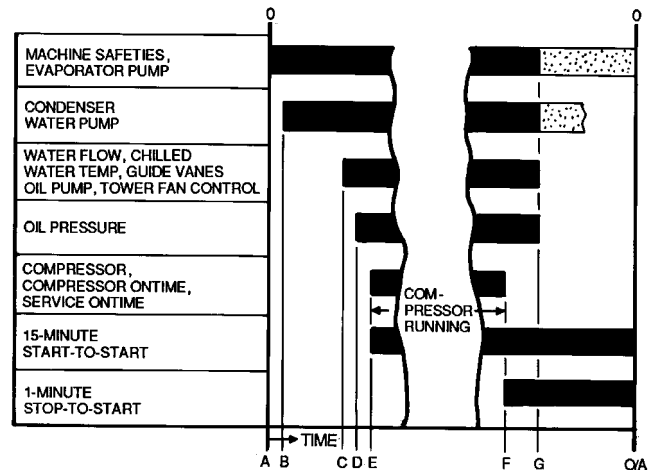 0 0
MACHINE SAFETIES,
EVAPORATOR PUMP
CONDENSER
WATER PUMP
WATER FLOW, CHILLED
WATER TEMP, GUIDE VANES
OIL PUMP, TOWER FAN CONTROL
OIL PRESSURE
COMPRESSOR,
COMPRESSOR ONTIME,
SERVICE ONTIME
COM-
PRESSOR
RUNNING
15-MINUTE
START-TO-START
1-MINUTE
STOP-TO-START
TIME
A B C D E F G O/A